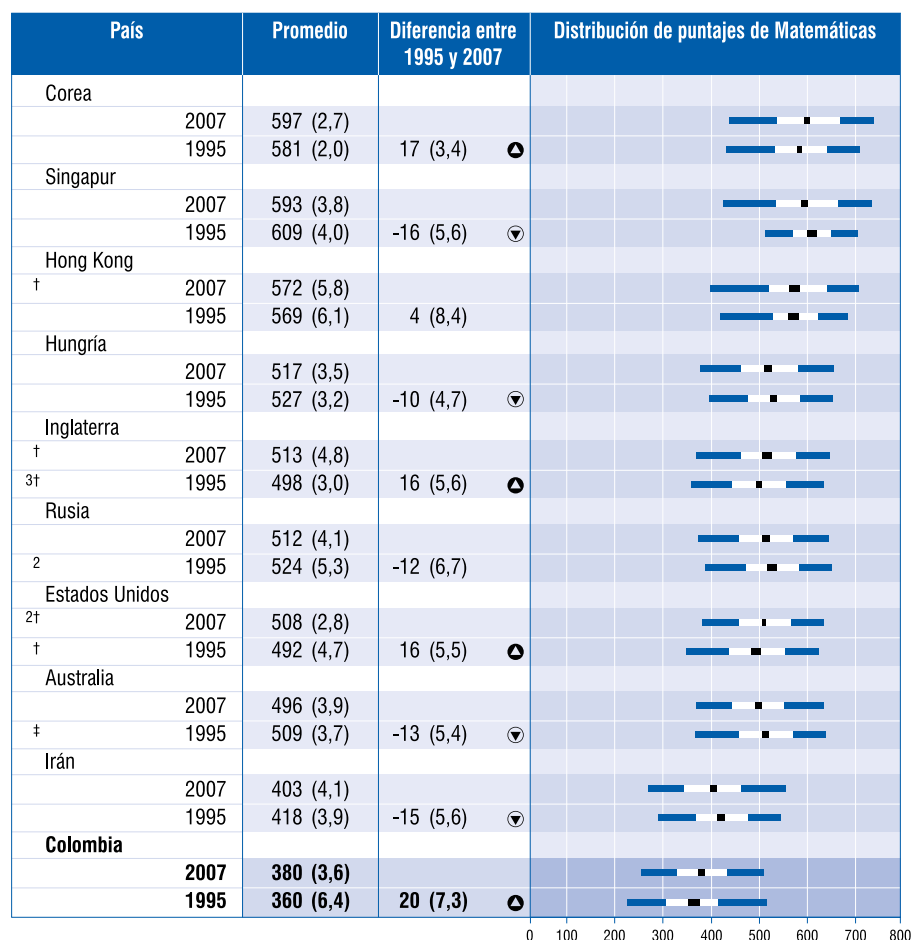 País Promedio Diferencia entre 1995 y 2007 Distribución de puntajes de Matemáticas
Corea
2007 597 (2,7)
1995 581 (2,0) 17 (3,4)
Singapur
2007 593 (3,8)
1995 609 (4,0) -16 (5,6)
Hong Kong
† 2007 572 (5,8)
1995 569 (6,1) 4 (8,4)
Hungría
2007 517 (3,5)
1995 527 (3,2) -10 (4,7)
Inglaterra
† 2007 513 (4,8)
3† 1995 498 (3,0) 16 (5,6)
Rusia
2007 512 (4,1)
2 1995 524 (5,3) -12 (6,7)
Estados Unidos
2† 2007 508 (2,8)
† 1995 492 (4,7) 16 (5,5)
Australia
2007 496 (3,9)
‡ 1995 509 (3,7) -13 (5,4)
Irán
2007 403 (4,1)
1995 418 (3,9) -15 (5,6)
Colombia
2007 380 (3,6)
1995 360 (6,4) 20 (7,3)
0 100 200 300 400 500 600 700 800